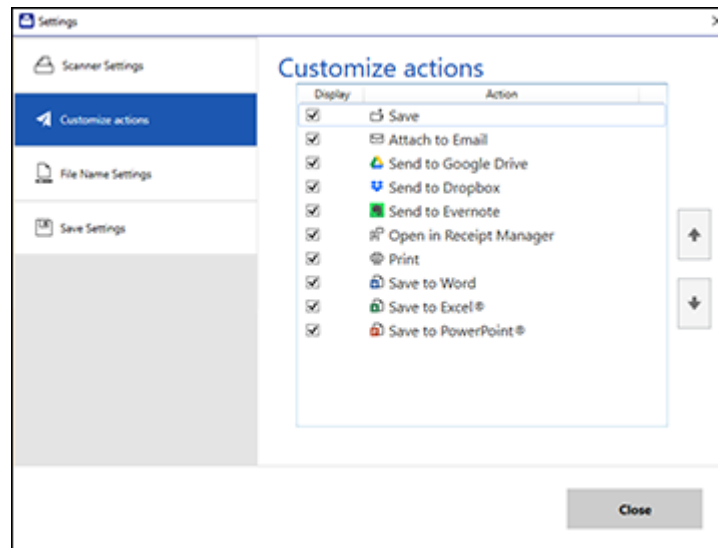 Settings
Scanner Settings
Customize actions
File Name Settings
Save Settings
Customize actions
Display Action
Save
Attach to Email
Send to Google Drive
Send to Dropbox
Send to Evernote
Open in Receipt Manager
Print
Save to Word
Save to Excel®
Save to PowerPoint®
Close